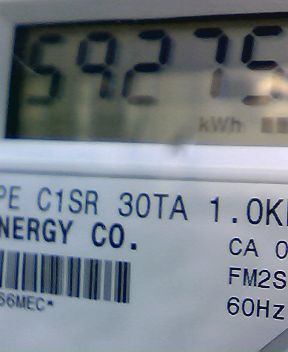 59275
kWh
PE C1SR 30TA 1.0K
NERGY CO.
CA 0
FM2S
S6MEC*
60Hz